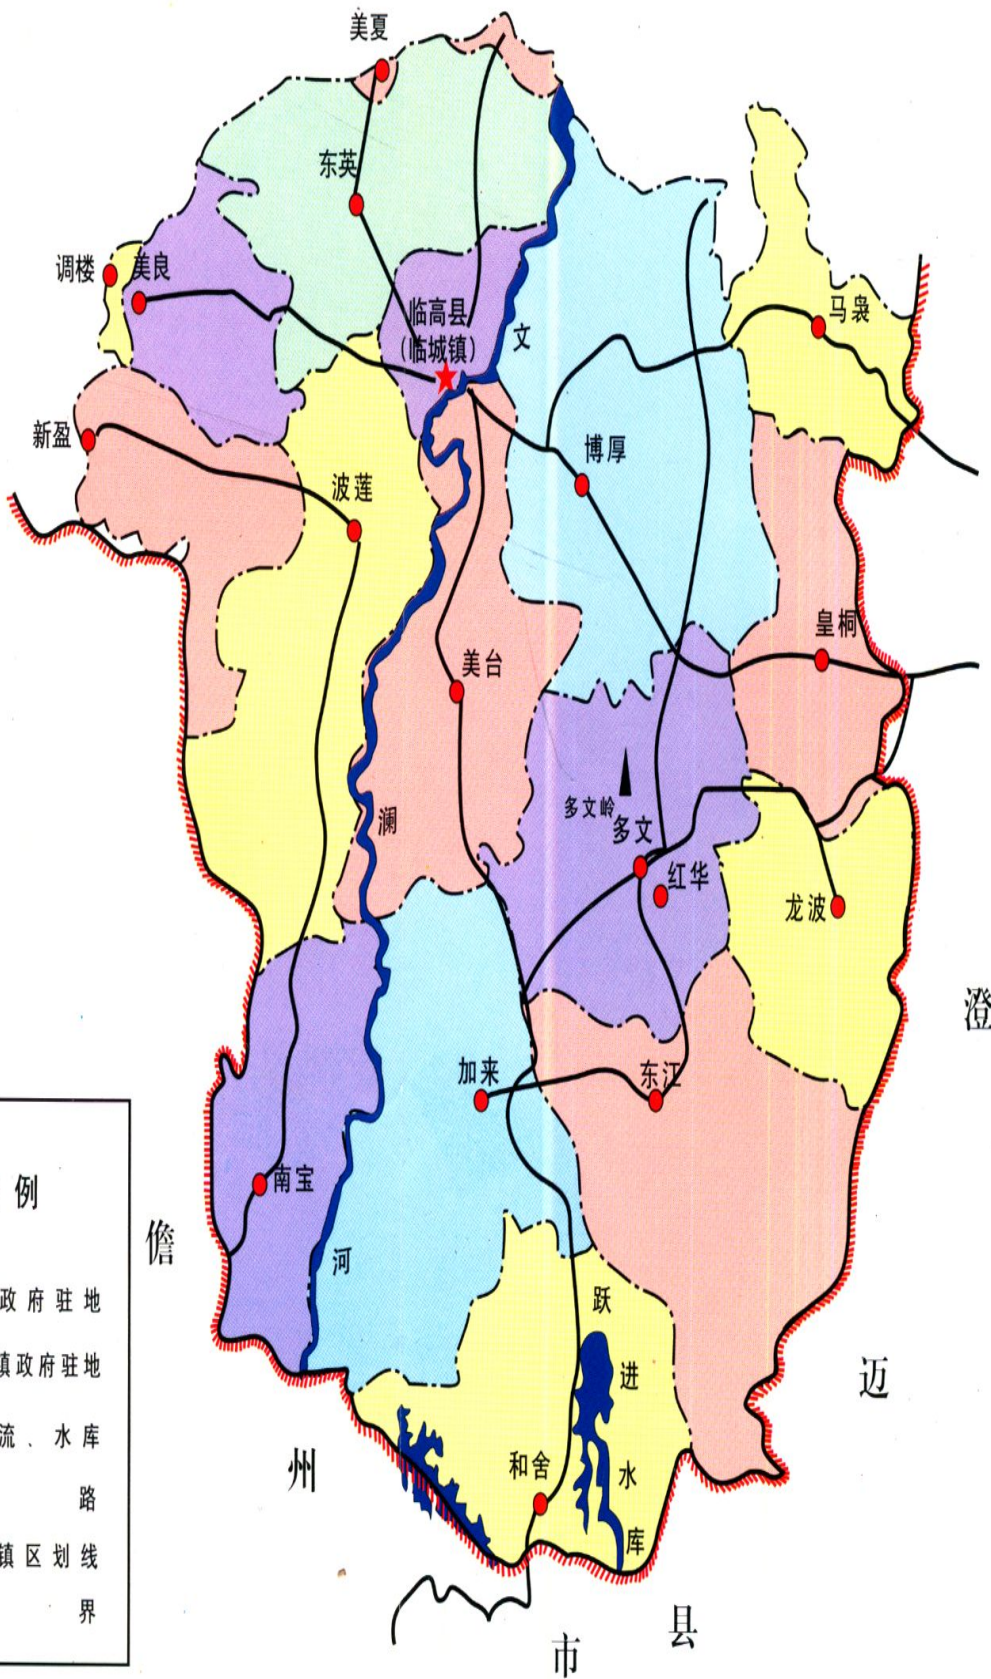 美夏
东英
调楼
美良
临高县
(临城镇)
文
马袅
新盈
波莲
博厚
皇桐
美台
多文岭
多文
澜
红华
龙波
澄
加来
东江
南宝
例
儋
河
政府驻地
跃
镇政府驻地
进
迈
流、水库
州
和舍
水
路
库
镇区划线
界
县
市